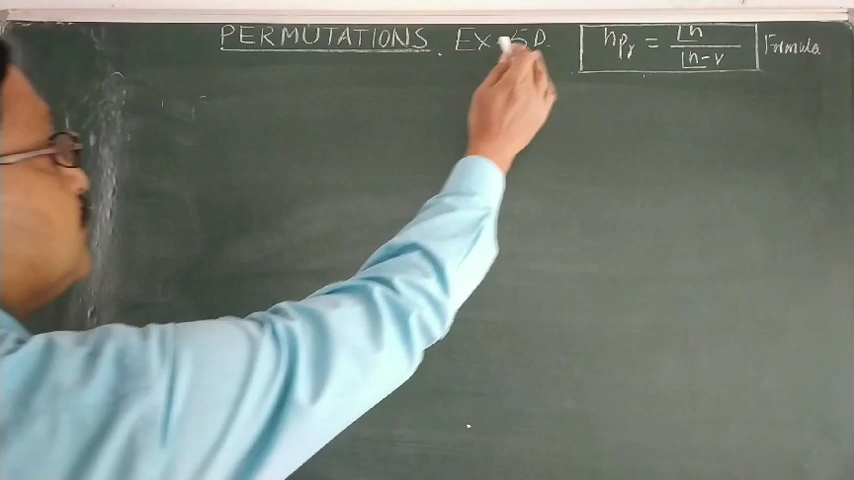 PERMUTATIONS. Ex. 5D.
nPr = ⌊n / ⌊n-r Formula